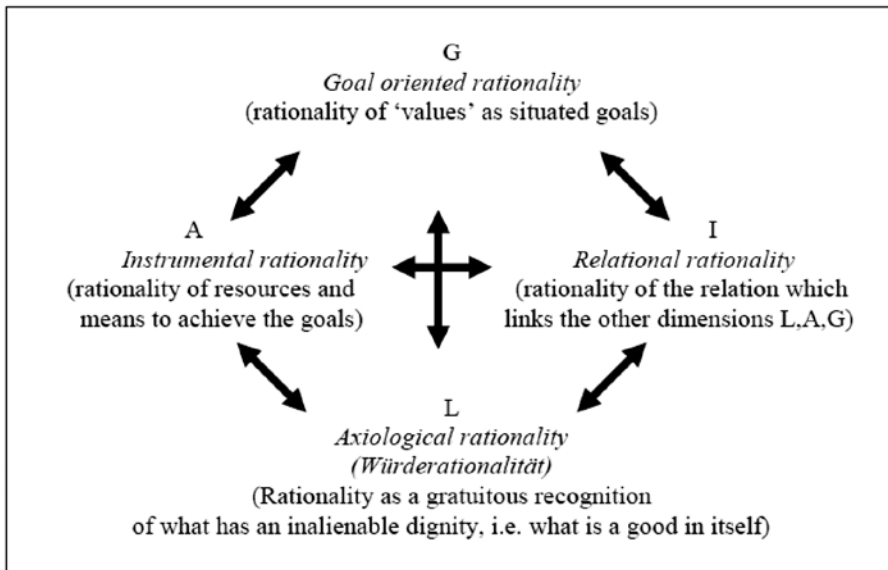 G
Goal oriented rationality
(rationality of ‘values’ as situated goals)
A
Instrumental rationality
(rationality of resources and
means to achieve the goals)
I
Relational rationality
(rationality of the relation which
links the other dimensions L,A,G)
L
Axiological rationality
(Würderationalität)
(Rationality as a gratuitous recognition
of what has an inalienable dignity, i.e. what is a good in itself)